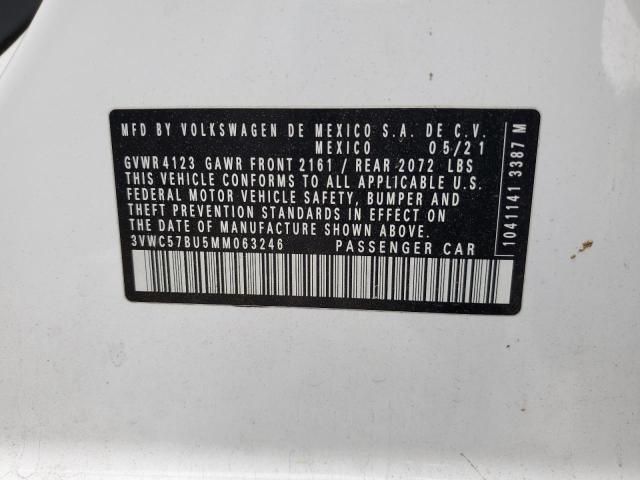 MFD BY VOLKSWAGEN DE MEXICO S.A. DE C.V.
MEXICO 05/21
GVWR 4123 GAWR FRONT 2161 / REAR 2072 LBS
THIS VEHICLE CONFORMS TO ALL APPLICABLE U.S.
FEDERAL MOTOR VEHICLE SAFETY, BUMPER AND
THEFT PREVENTION STANDARDS IN EFFECT ON
THE DATE OF MANUFACTURE SHOWN ABOVE.
3VWC57BU5MM063246 PASSENGER CAR
1041141 3387 M